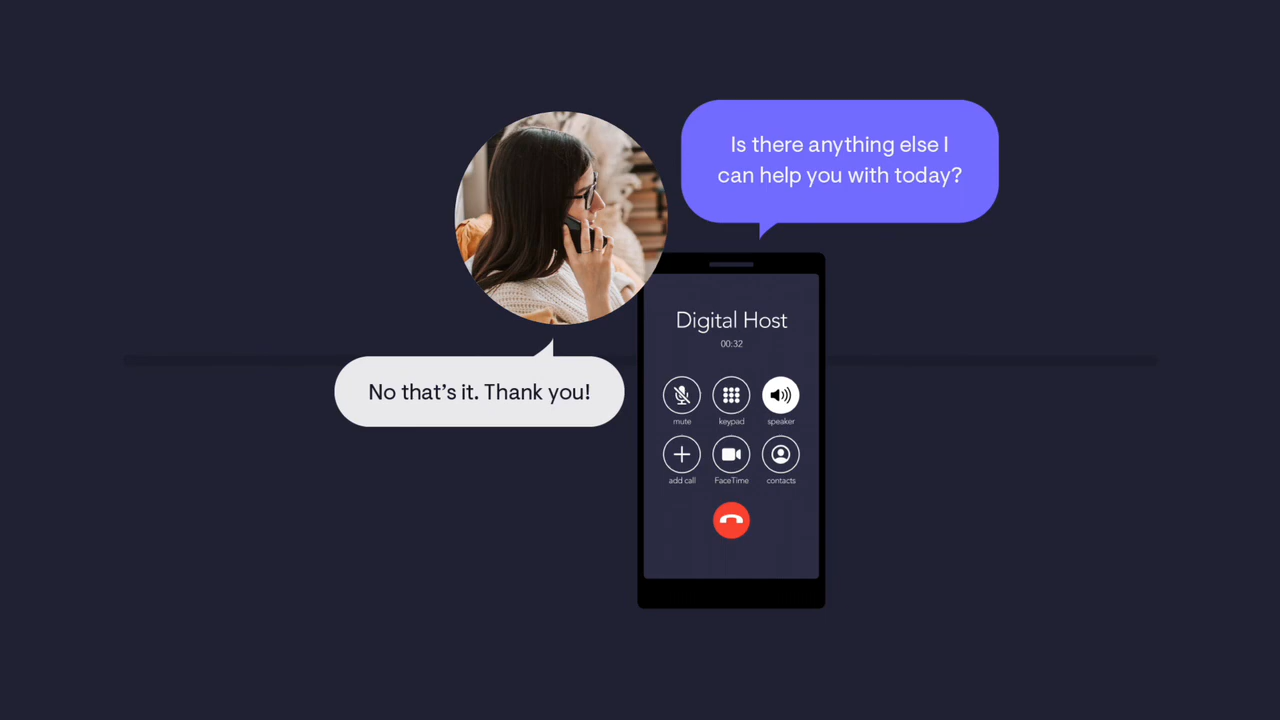 Is there anything else I
can help you with today?
No that's it. Thank you!
Digital Host
00:32
mute
keypad
speaker
add call
FaceTime
contacts